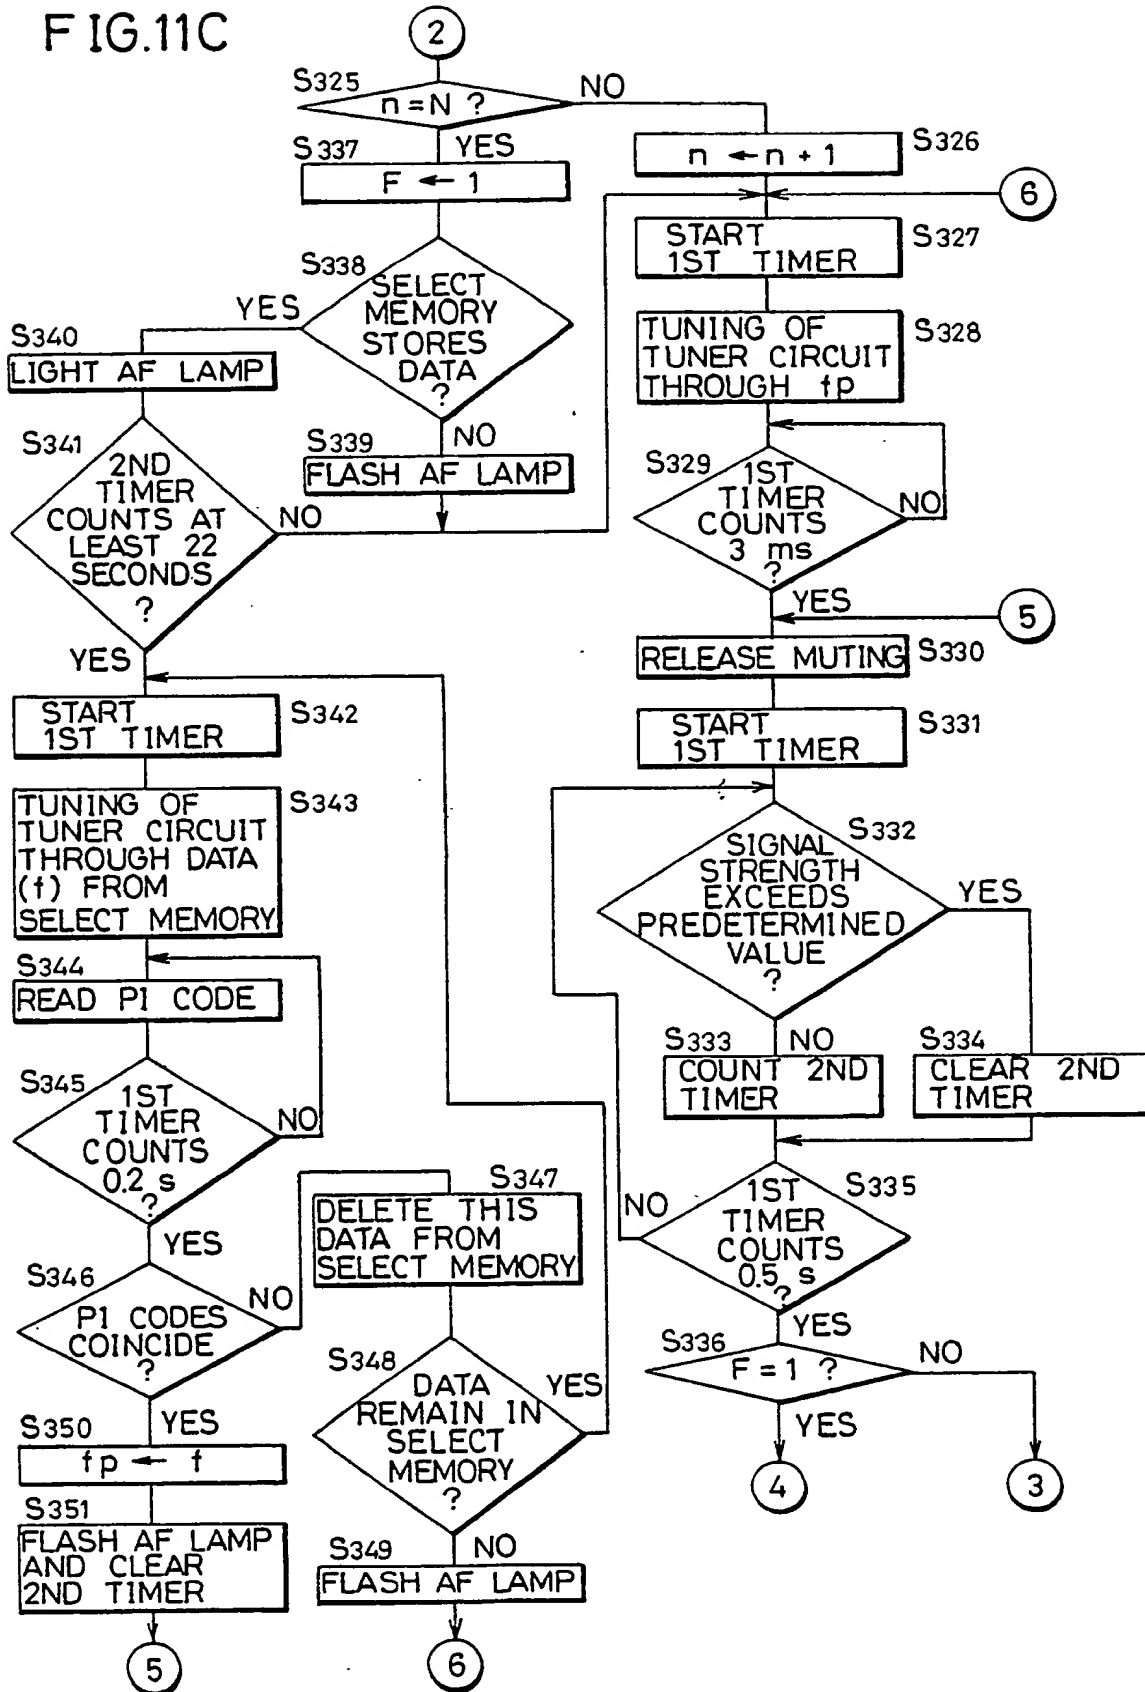 FIG.11C
2
S325
n=N ?
NO
YES
S337
F ← 1
S326
n ← n + 1
6
S327
START
1ST TIMER
S328
TUNING OF
TUNER CIRCUIT
THROUGH fp
S338
SELECT
MEMORY
STORES
DATA
?
YES
NO
S340
LIGHT AF LAMP
S339
FLASH AF LAMP
S341
2ND
TIMER
COUNTS AT
LEAST 22
SECONDS
?
NO
YES
S329
1ST
TIMER
COUNTS
3 ms
?
NO
YES
5
RELEASE MUTING
S330
START
1ST TIMER
S331
S332
SIGNAL
STRENGTH
EXCEEDS
PREDETERMINED
VALUE
?
YES
NO
S333
COUNT 2ND
TIMER
S334
CLEAR 2ND
TIMER
S335
1ST
TIMER
COUNTS
0.5 s
?
NO
YES
S336
F=1 ?
NO
YES
4
3
START
1ST TIMER
S342
TUNING OF
TUNER CIRCUIT
THROUGH DATA
(f) FROM
SELECT MEMORY
S343
S344
READ PI CODE
S345
1ST
TIMER
COUNTS
0.2 s
?
NO
YES
S346
PI CODES
COINCIDE
?
NO
YES
S347
DELETE THIS
DATA FROM
SELECT MEMORY
S348
DATA
REMAIN IN
SELECT
MEMORY
?
YES
NO
S349
FLASH AF LAMP
6
S350
fp ← f
S351
FLASH AF LAMP
AND CLEAR
2ND TIMER
5